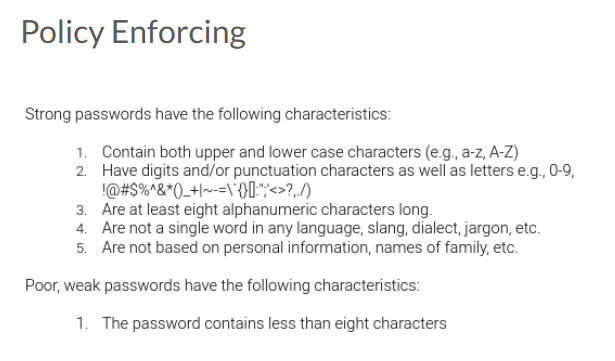 Policy Enforcing
Strong passwords have the following characteristics:
1. Contain both upper and lower case characters (e.g., a-z, A-Z)
2. Have digits and/or punctuation characters as well as letters e.g., 0-9,
!@#$%^&*()_+|~-=\`{}[]:";'<>?,./)
3. Are at least eight alphanumeric characters long.
4. Are not a single word in any language, slang, dialect, jargon, etc.
5. Are not based on personal information, names of family, etc.
Poor, weak passwords have the following characteristics:
1. The password contains less than eight characters